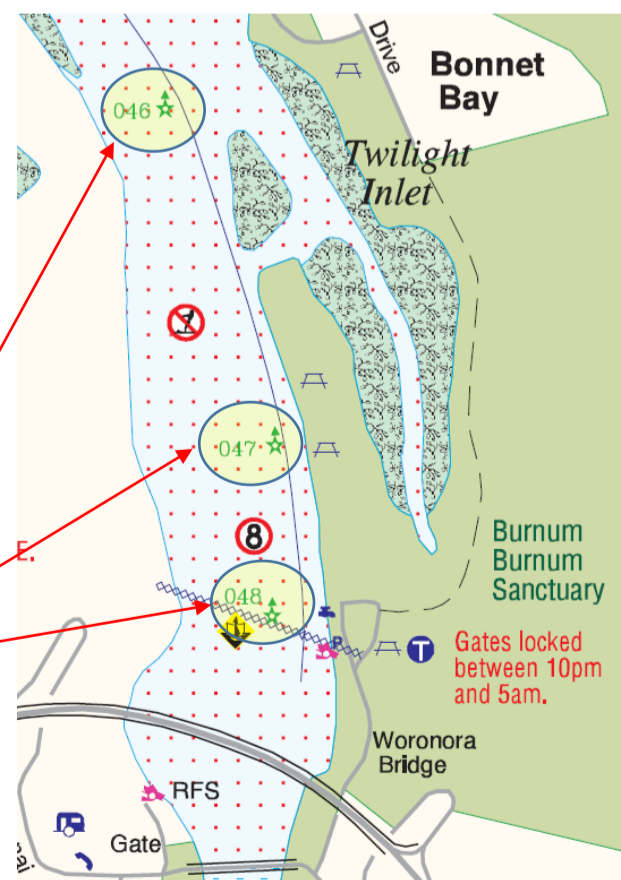 Drive
Bonnet
Bay
046
Twilight
Inlet
047
E.
8
Burnum
Burnum
Sanctuary
048
P
T
Gates locked
between 10pm
and 5am.
Woronora
Bridge
RFS
Gate
nai